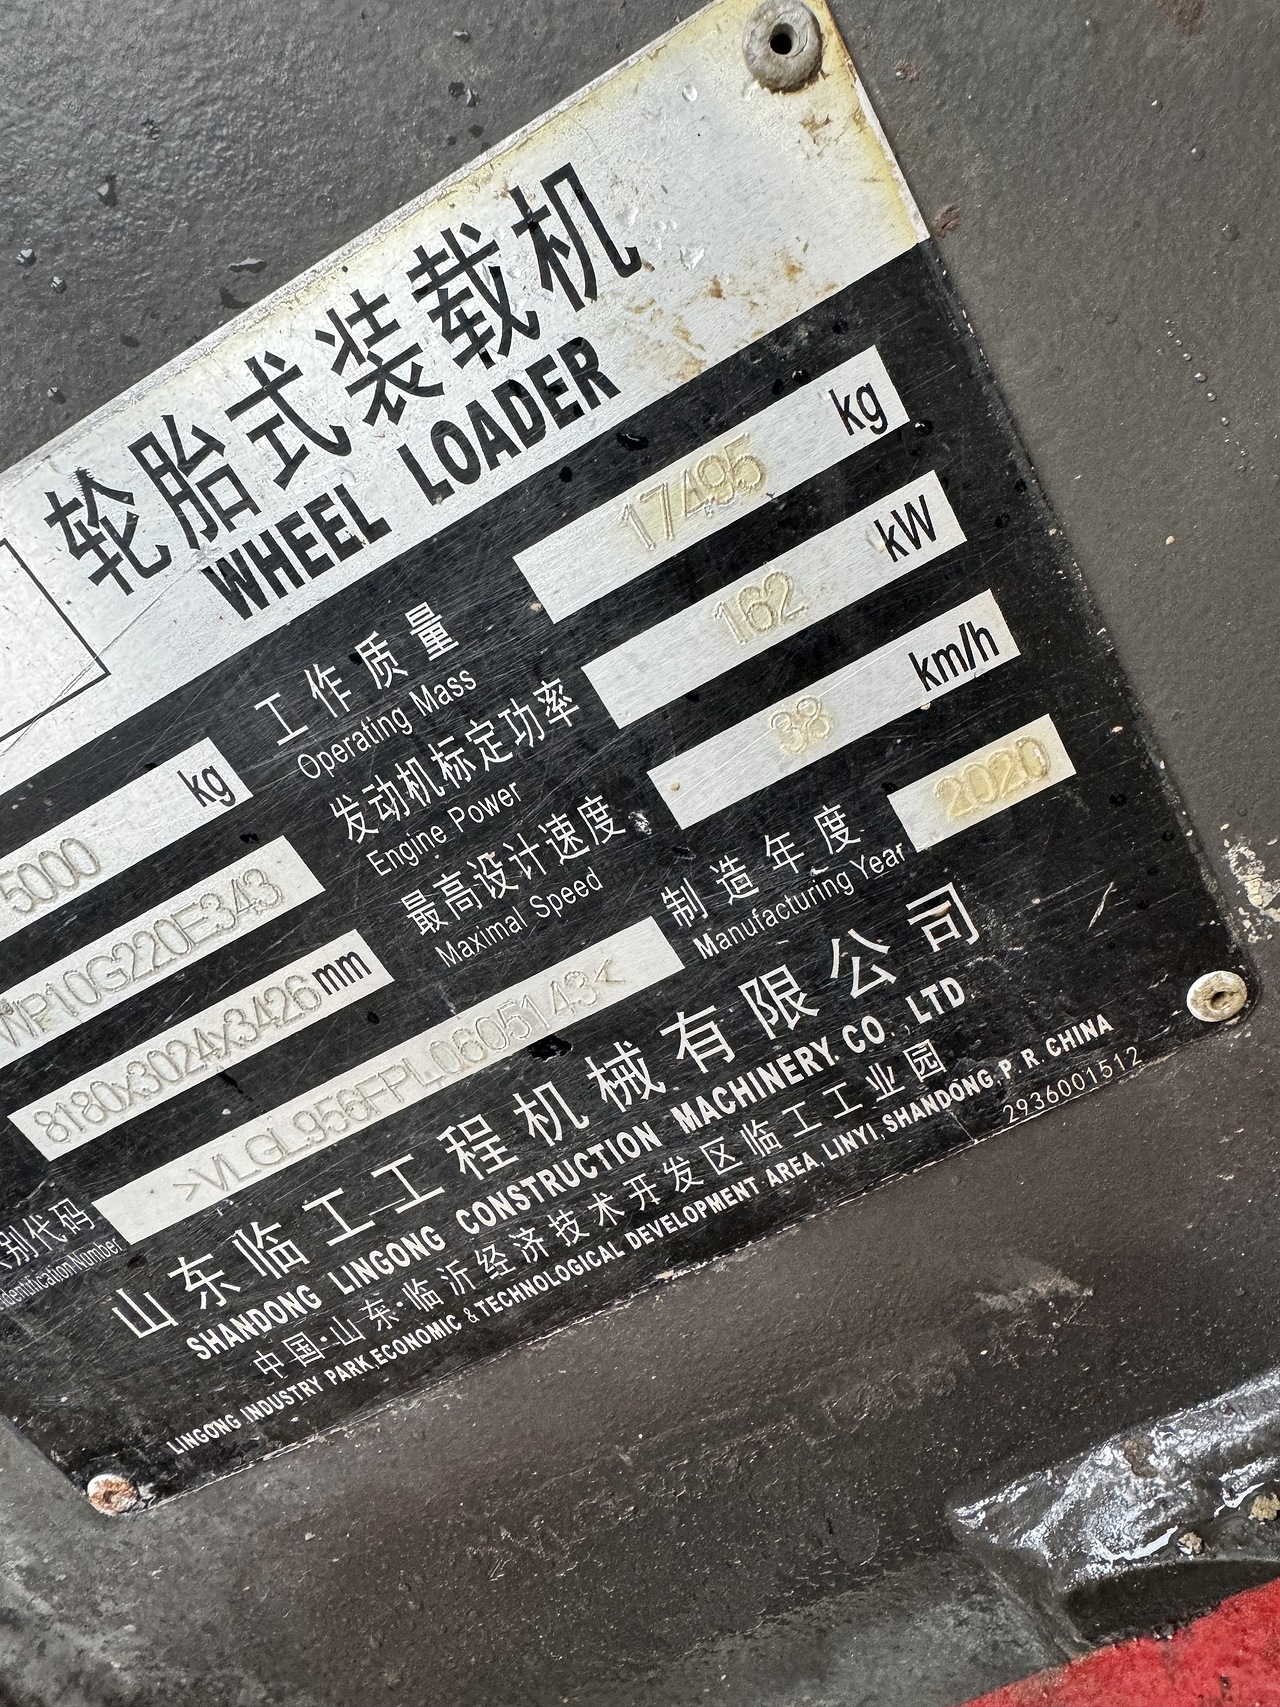 轮胎式装载机
WHEEL LOADER
工作质量
Operating Mass
17495 kg
发动机标定功率
Engine Power
162 kW
最高设计速度
Maximal Speed
38 km/h
制造年度
Manufacturing Year
2020
5000 kg
WP10G220E343
8180x3024x3426 mm
别代码
Identification Number
>VLGL956FPL0605143<
山东临工工程机械有限公司
SHANDONG LINGONG CONSTRUCTION MACHINERY. CO. ,LTD
中国·山东·临沂经济技术开发区临工工业园
LINGONG INDUSTRY PARK,ECONOMIC & TECHNOLOGICAL DEVELOPMENT AREA, LINYI, SHANDONG. P. R. CHINA
2936001512